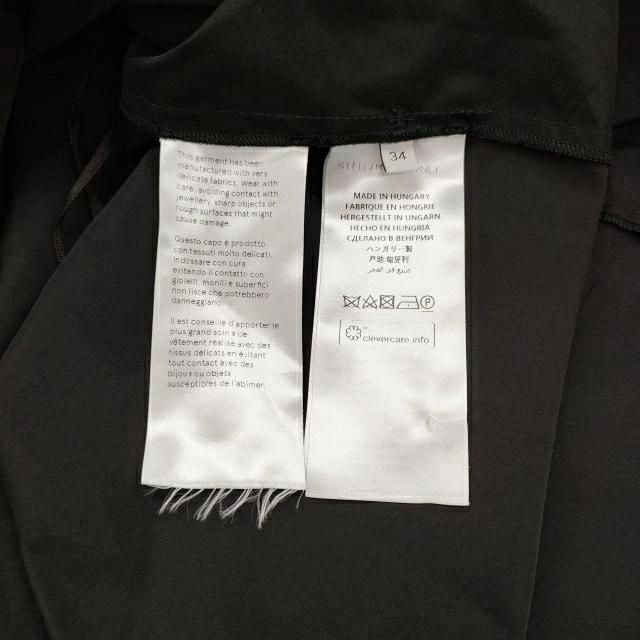 This garment has been
manufactured with very
delicate fabrics. Wear with
care, avoiding contact with
jewellery, sharp objects or
rough surfaces that might
cause damage.
Questo capo è prodotto
con tessuti molto delicati.
Indossare con cura
evitando il contatto con
gioielli, monili e superfici
non lisce che potrebbero
danneggiarlo.
Il est conseillé d'apporter le
plus grand soin à ce
vêtement réalisé avec des
tissus délicats en évitant
tout contact avec des
bijoux ou objets
susceptibles de l'abîmer.
34
MADE IN HUNGARY
FABRIQUE EN HONGRIE
HERGESTELLT IN UNGARN
HECHO EN HUNGRIA
СДЕЛАНО В ВЕНГРИИ
ハンガリー製
产地:匈牙利
صنع في المجر
clevercare.info